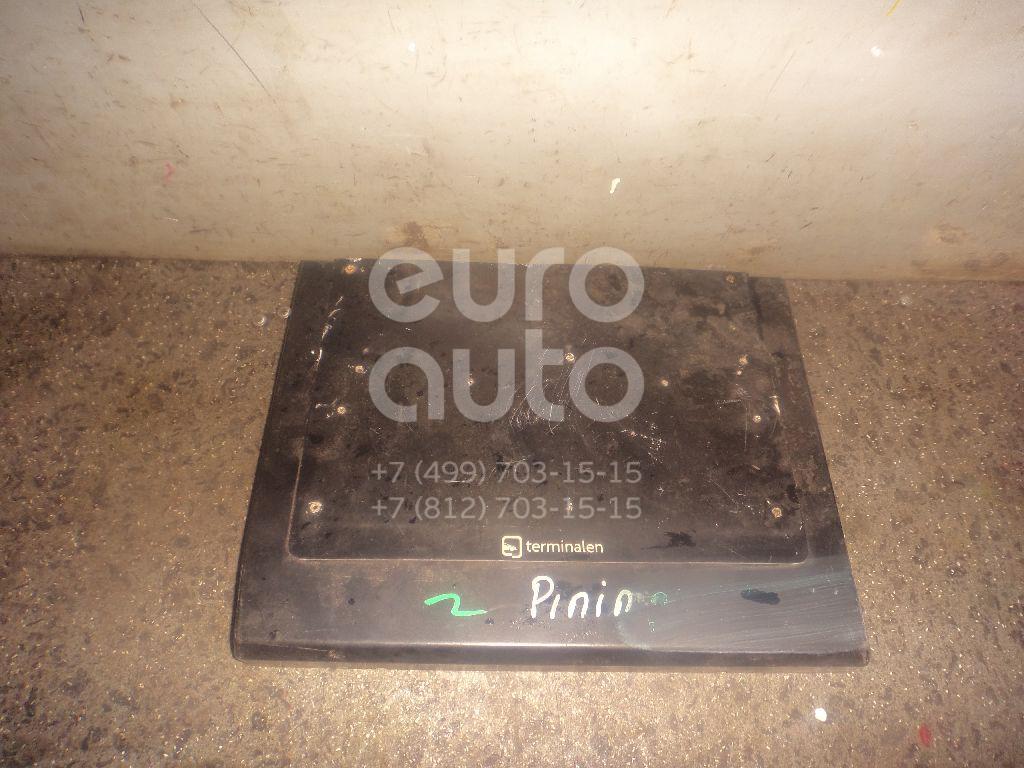 euro
auto
+7 (499) 703-15-15
+7 (812) 703-15-15
terminalen
2 Pinin